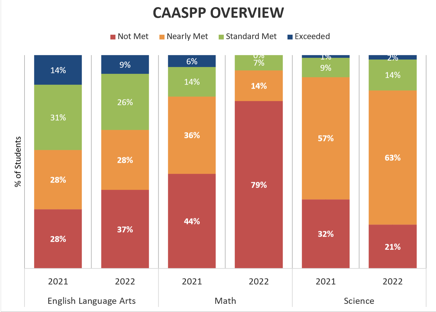 CAASPP OVERVIEW
Not Met Nearly Met Standard Met Exceeded
% of Students
14% 31% 28% 28%
9% 26% 28% 37%
6% 14% 36% 44%
0% 7% 14% 79%
1% 9% 57% 32%
2% 14% 63% 21%
2021 2022 2021 2022 2021 2022
English Language Arts Math Science